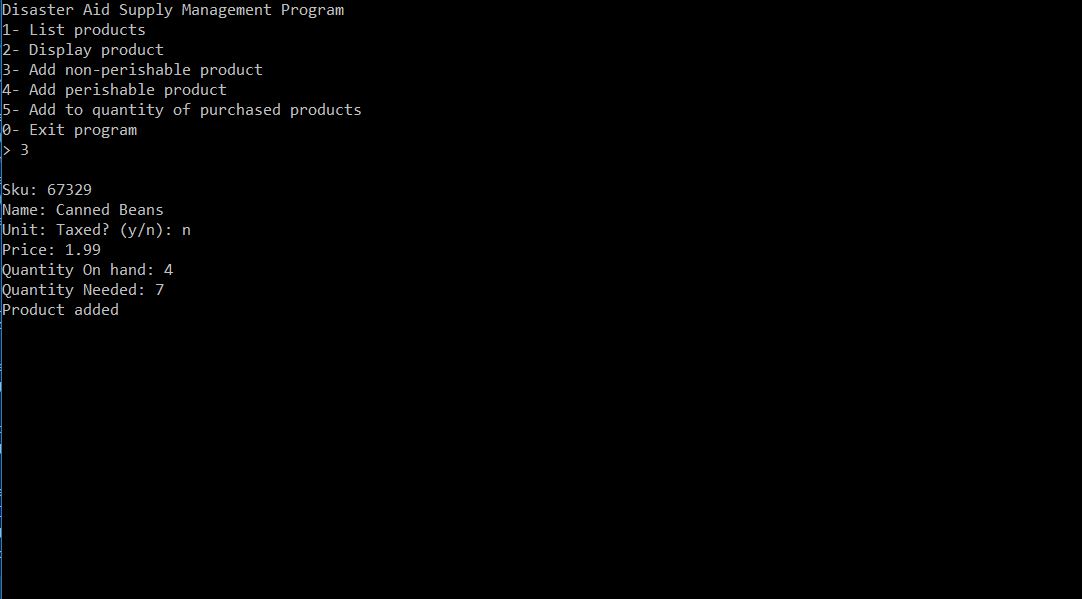 Disaster Aid Supply Management Program
1- List products
2- Display product
3- Add non-perishable product
4- Add perishable product
5- Add to quantity of purchased products
0- Exit program
> 3
Sku: 67329
Name: Canned Beans
Unit: Taxed? (y/n): n
Price: 1.99
Quantity On hand: 4
Quantity Needed: 7
Product added